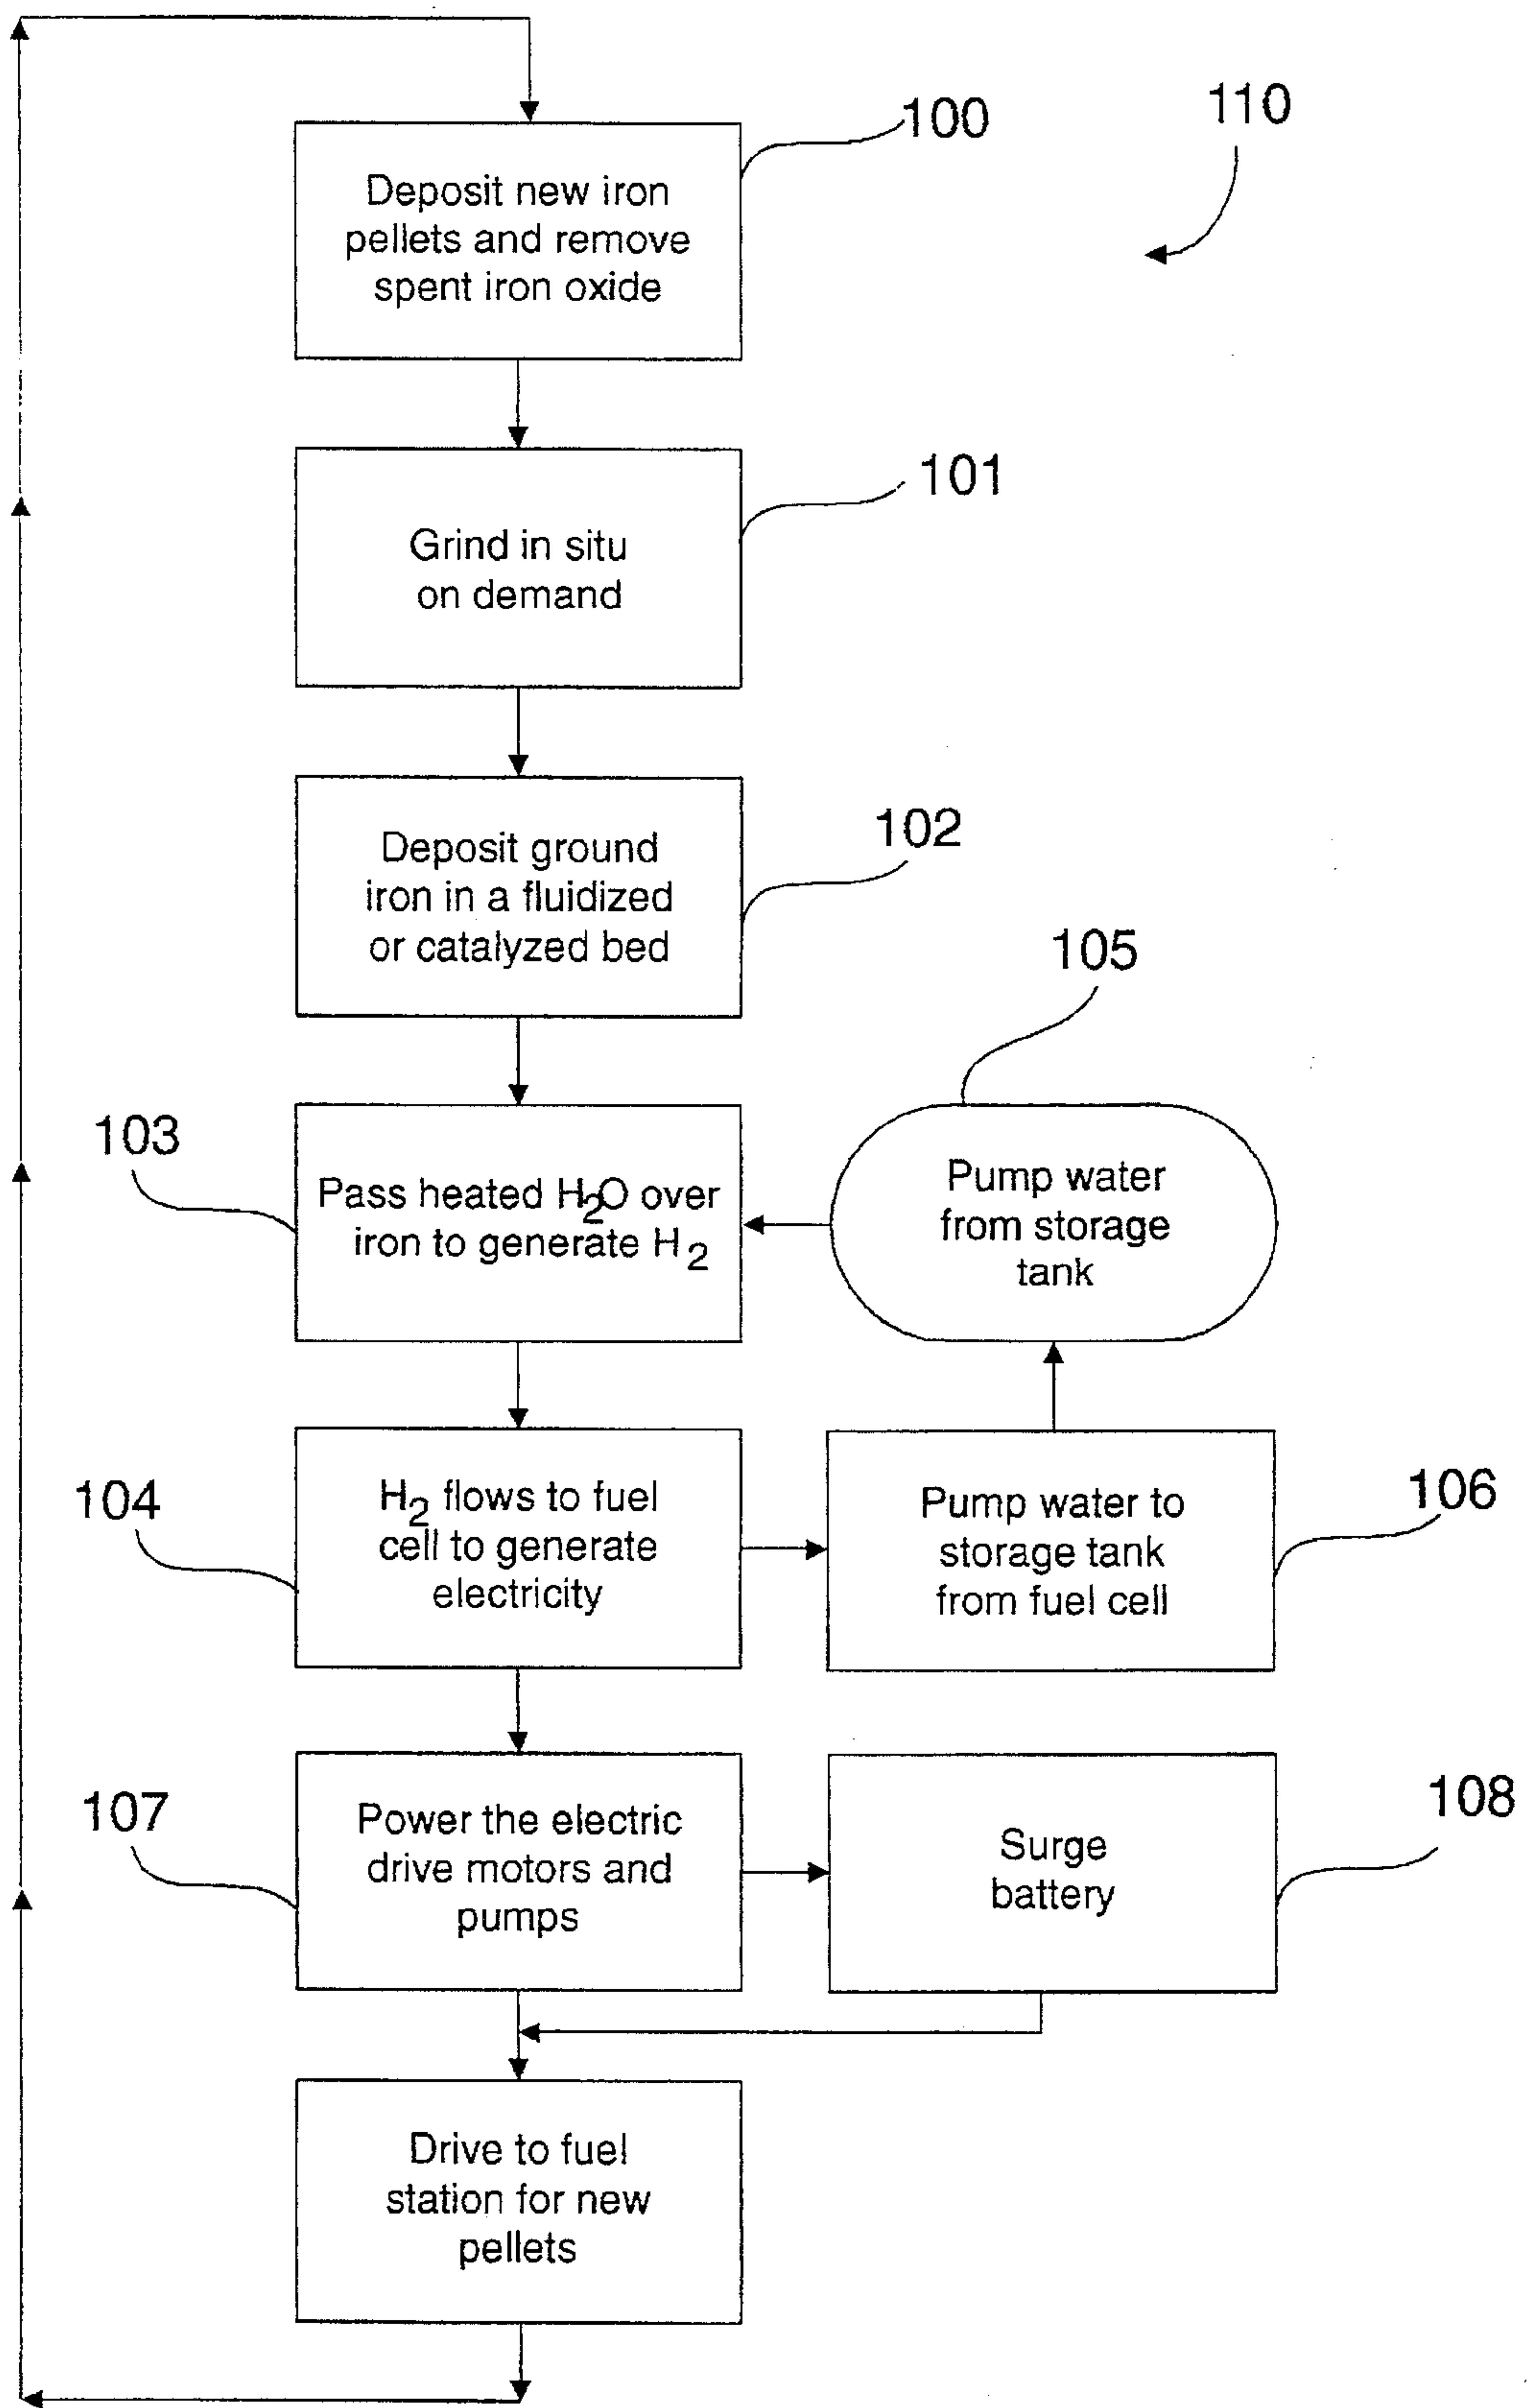 100
110
Deposit new iron
pellets and remove
spent iron oxide
101
Grind in situ
on demand
102
Deposit ground
iron in a fluidized
or catalyzed bed
105
103
Pass heated H2O over
iron to generate H2
Pump water
from storage
tank
104
H2 flows to fuel
cell to generate
electricity
Pump water to
storage tank
from fuel cell
106
107
Power the electric
drive motors and
pumps
Surge
battery
108
Drive to fuel
station for new
pellets